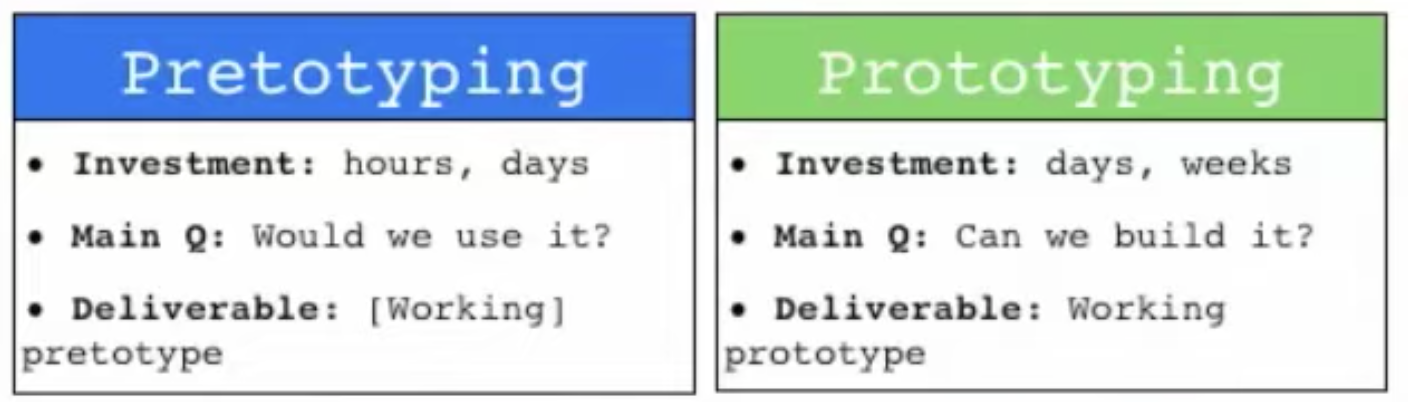 Pretotyping
• Investment: hours, days
• Main Q: Would we use it?
• Deliverable: [Working]
pretotype
Prototyping
• Investment: days, weeks
• Main Q: Can we build it?
• Deliverable: Working
prototype